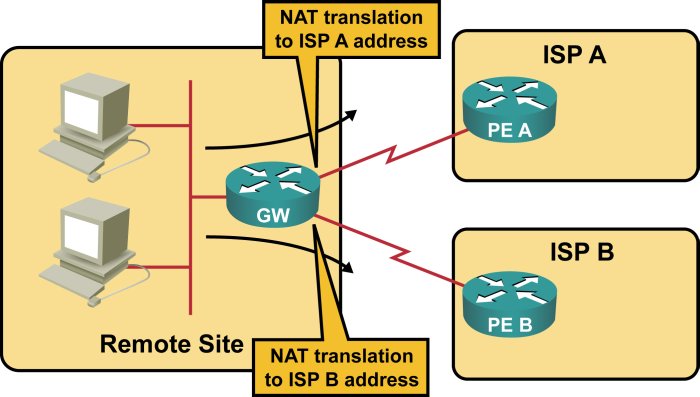 NAT translation
to ISP A address
ISP A
PE A
GW
ISP B
PE B
Remote Site
NAT translation
to ISP B address